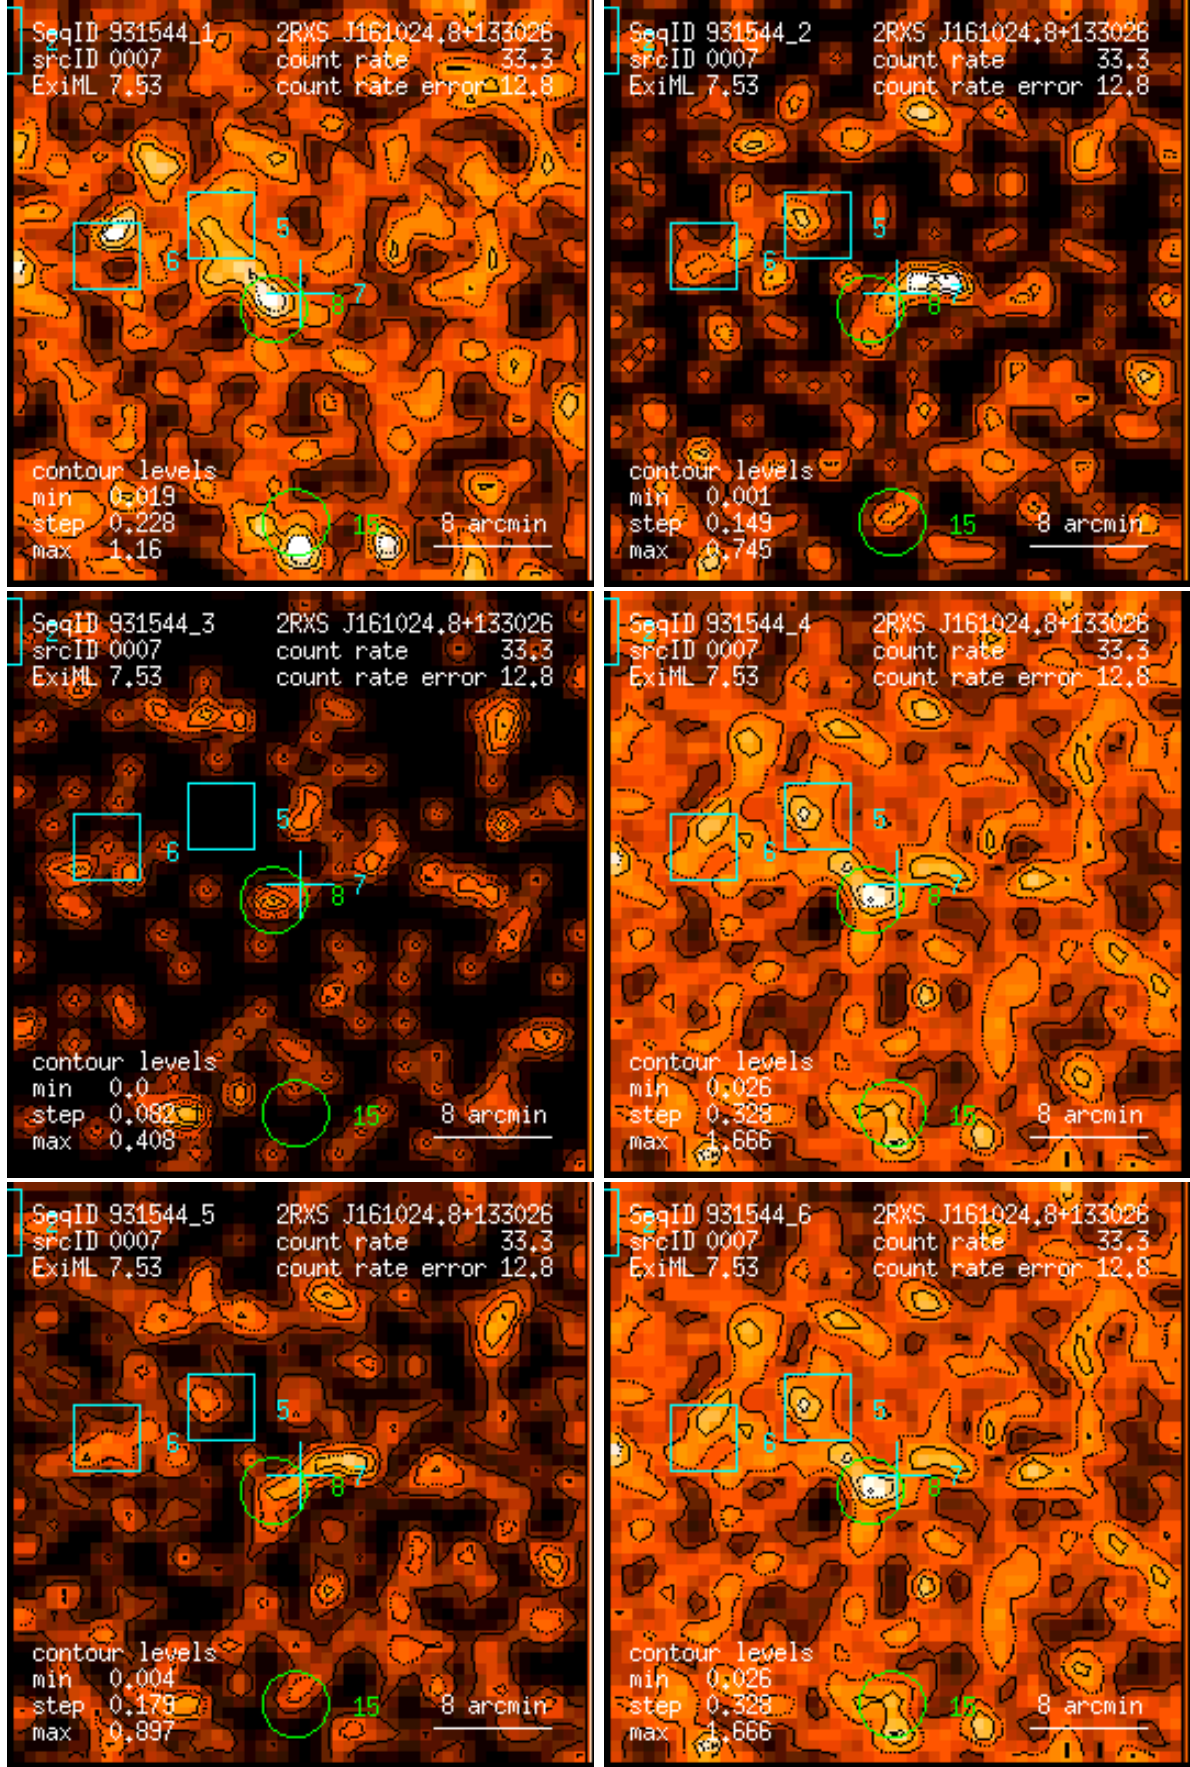 SeqID 931544_1 2RXS J161024.8+133026
srcID 0007 count rate 33.3
ExiML 7.53 count rate error 12.8
5
6
7
8
contour levels
min 0.019
step 0.228
max 1.16
15 8 arcmin
SeqID 931544_2 2RXS J161024.8+133026
srcID 0007 count rate 33.3
ExiML 7.53 count rate error 12.8
5
6
7
8
contour levels
min 0.001
step 0.149
max 0.745
15 8 arcmin
SeqID 931544_3 2RXS J161024.8+133026
srcID 0007 count rate 33.3
ExiML 7.53 count rate error 12.8
5
6
7
8
contour levels
min 0.0
step 0.082
max 0.408
15 8 arcmin
SeqID 931544_4 2RXS J161024.8+133026
srcID 0007 count rate 33.3
ExiML 7.53 count rate error 12.8
5
6
7
8
contour levels
min 0.026
step 0.328
max 1.666
15 8 arcmin
SeqID 931544_5 2RXS J161024.8+133026
srcID 0007 count rate 33.3
ExiML 7.53 count rate error 12.8
5
6
7
8
contour levels
min 0.004
step 0.179
max 0.897
15 8 arcmin
SeqID 931544_6 2RXS J161024.8+133026
srcID 0007 count rate 33.3
ExiML 7.53 count rate error 12.8
5
6
7
8
contour levels
min 0.026
step 0.328
max 1.666
15 8 arcmin